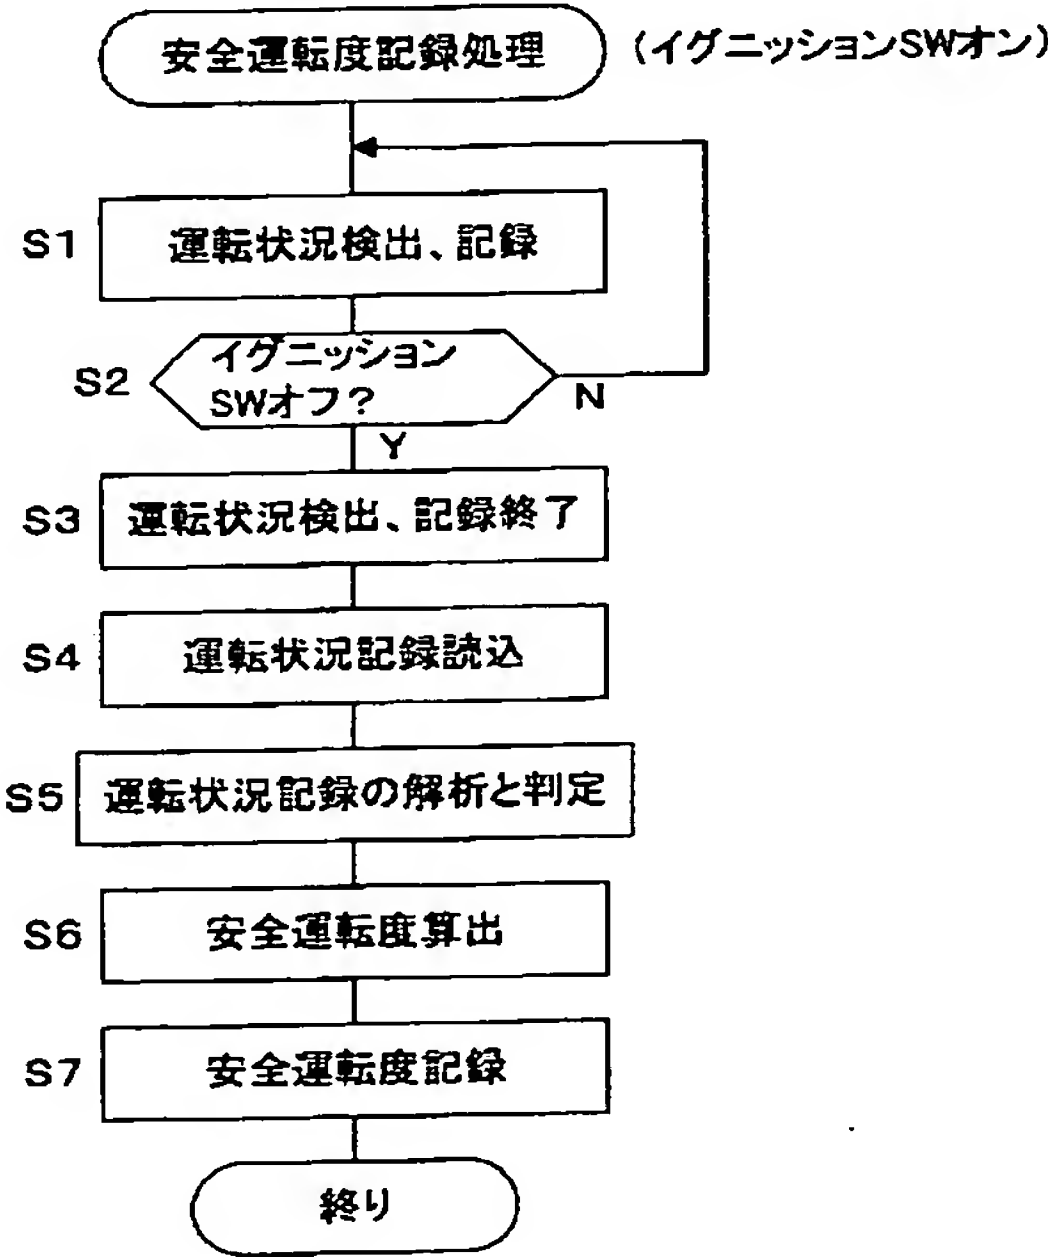 安全運転度記録処理 (イグニッションSWオン)
S1 運転状況検出、記録
イグニッション
S2 SWオフ?
N
Y
S3 運転状況検出、記録終了
S4 運転状況記録読込
S5 運転状況記録の解析と判定
S6 安全運転度算出
S7 安全運転度記録
終り